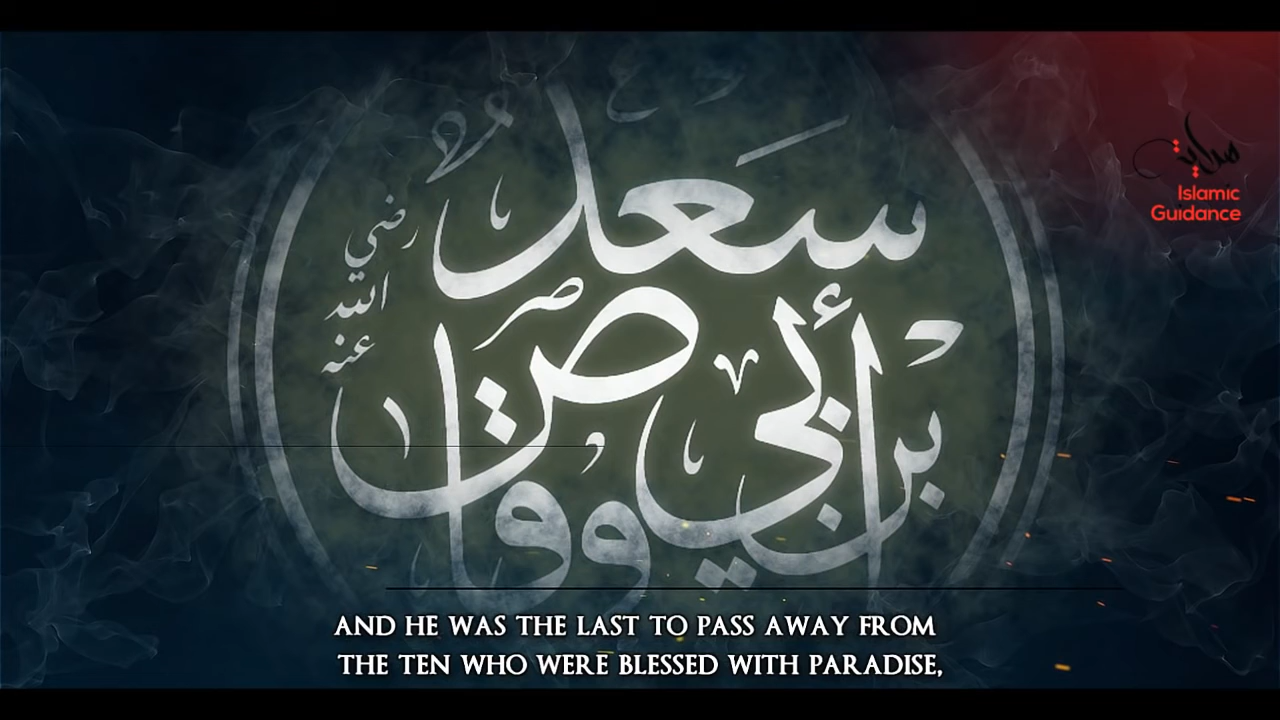 سَعْد
بن أبي وقاص
رضي
الله
عنه
هداية
Islamic
Guidance
AND HE WAS THE LAST TO PASS AWAY FROM
THE TEN WHO WERE BLESSED WITH PARADISE,